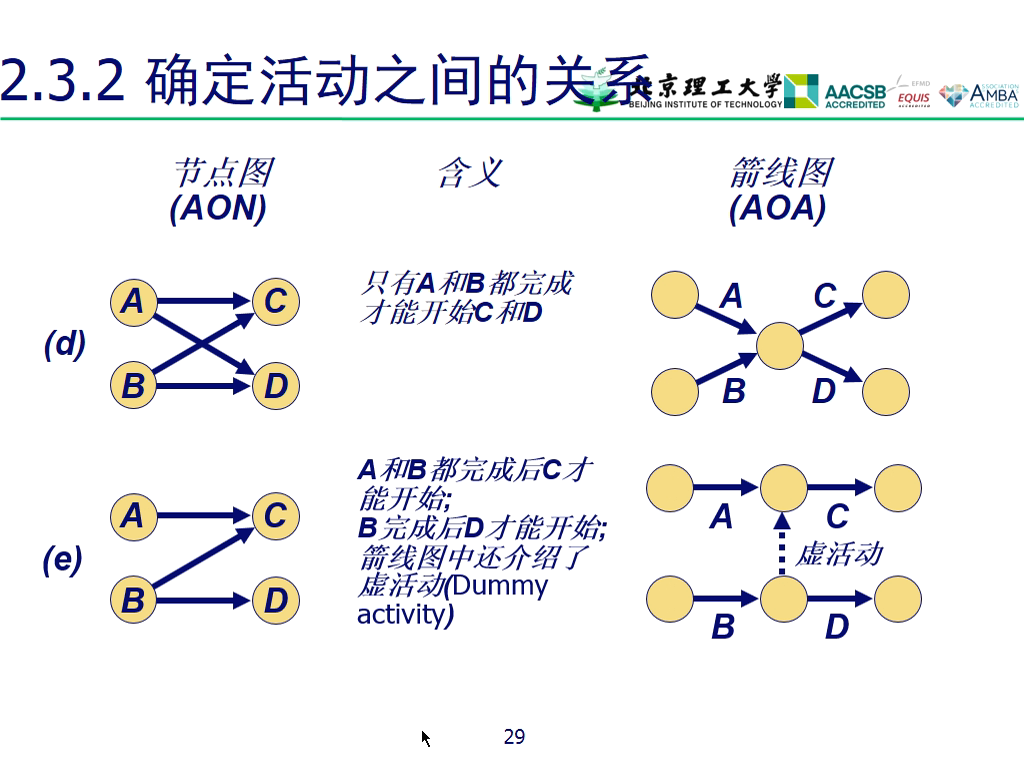 2.3.2 确定活动之间的关系
北京理工大学
BEIJING INSTITUTE OF TECHNOLOGY
AACSB
ACCREDITED
EFMD
EQUIS
ACCREDITED
ASSOCIATION
AMBA
ACCREDITED
节点图
(AON)
含义
箭线图
(AOA)
(d)
A
C
B
D
只有A和B都完成
才能开始C和D
A
C
B
D
(e)
A
C
B
D
A和B都完成后C才
能开始;
B完成后D才能开始;
箭线图中还介绍了
虚活动(Dummy
activity)
A
C
虚活动
B
D
29